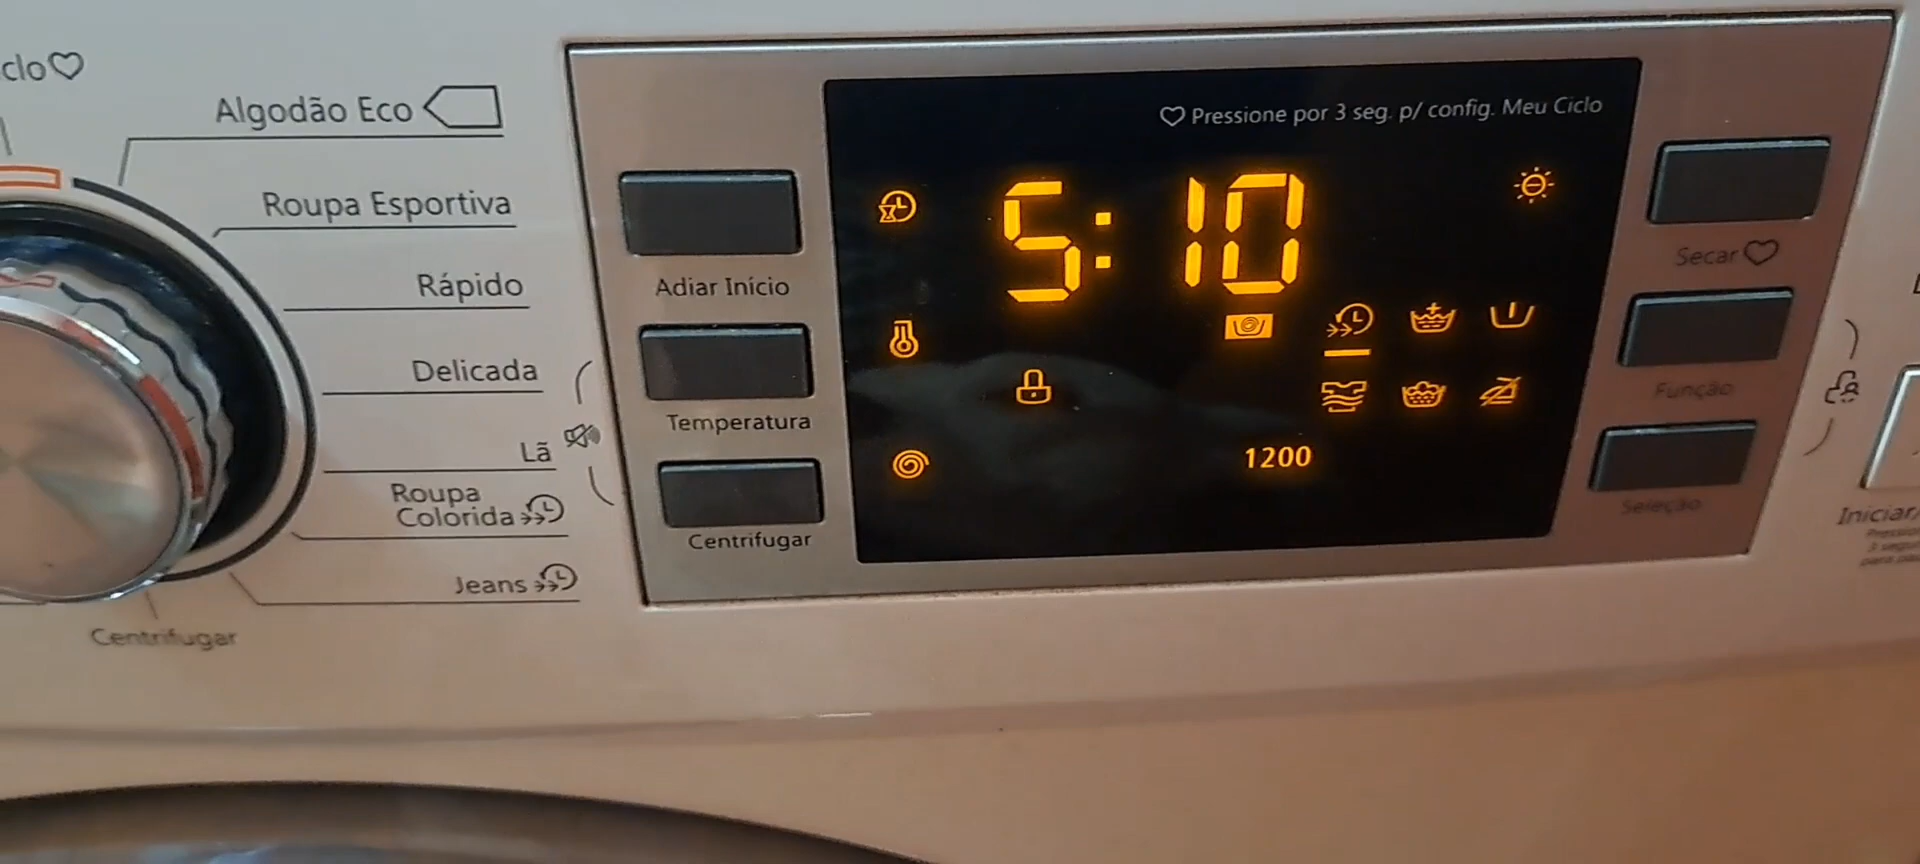 clo
Algodão Eco
Roupa Esportiva
Rápido
Delicada
Lã
Roupa
Colorida
Jeans
Centrifugar
Adiar Início
Temperatura
Centrifugar
Pressione por 3 seg. p/ config. Meu Ciclo
5:10
1200
Secar
Função
Seleção
Iniciar/